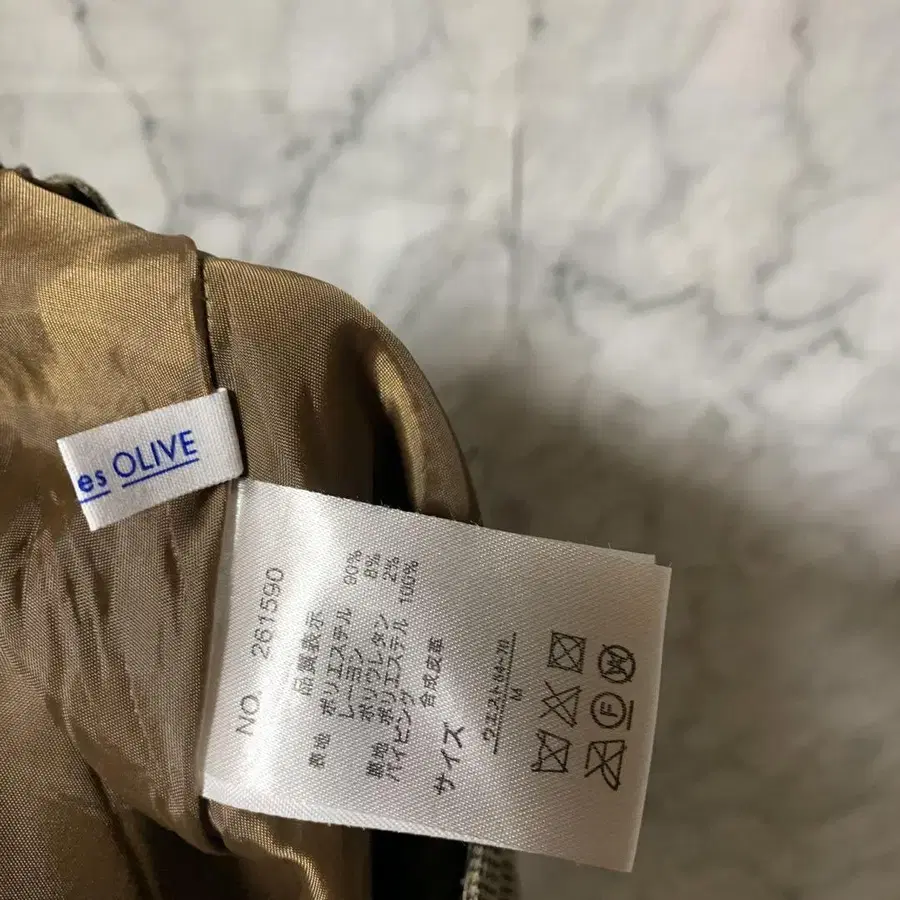 es OLIVE
NO. 261590
品質表示
表地 ポリエステル 90%
レーヨン 8%
ポリウレタン 2%
裏地 ポリエステル 100%
パイピング 合成皮革
サイズ
ウエスト64~70
M
F
W